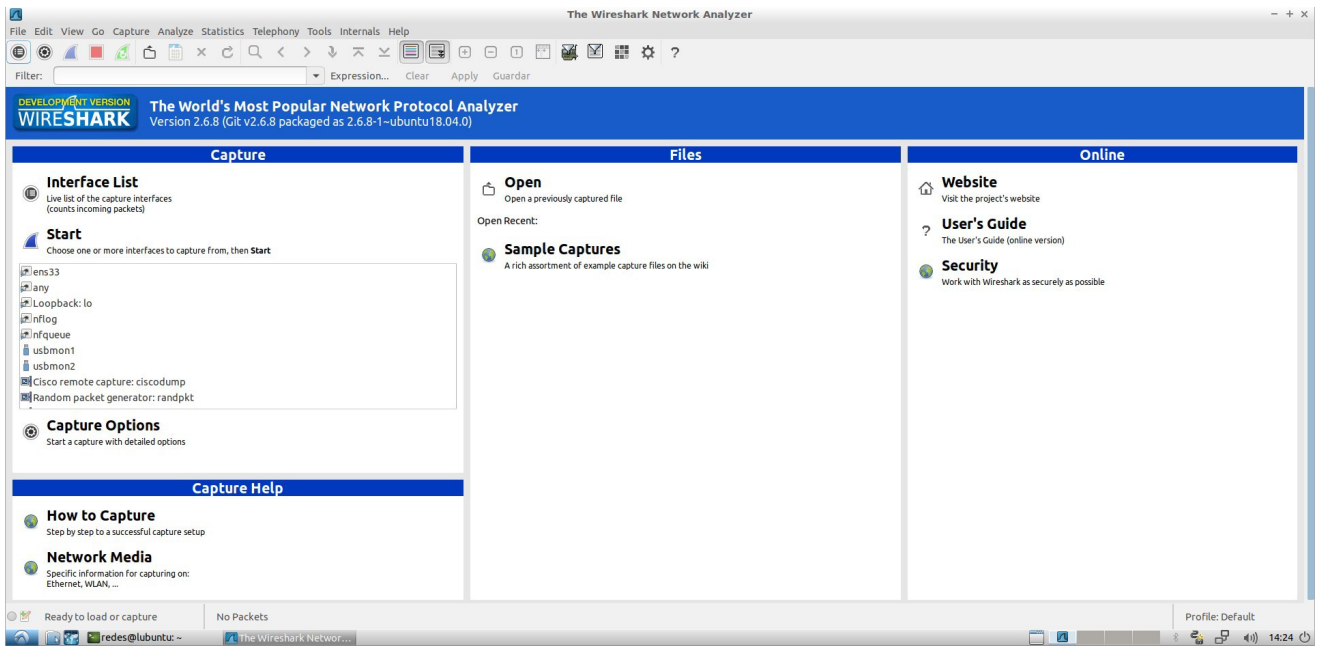 The Wireshark Network Analyzer
File Edit View Go Capture Analyze Statistics Telephony Tools Internals Help
Filter: Expression... Clear Apply Guardar
DEVELOPMENT VERSION
WIRESHARK
The World's Most Popular Network Protocol Analyzer
Version 2.6.8 (Git v2.6.8 packaged as 2.6.8-1~ubuntu18.04.0)
Capture
Interface List
Live list of the capture interfaces
(counts incoming packets)
Start
Choose one or more interfaces to capture from, then Start
ens33
any
Loopback: lo
nflog
nfqueue
usbmon1
usbmon2
Cisco remote capture: ciscodump
Random packet generator: randpkt
Capture Options
Start a capture with detailed options
Capture Help
How to Capture
Step by step to a successful capture setup
Network Media
Specific information for capturing on:
Ethernet, WLAN, ...
Files
Open
Open a previously captured file
Open Recent:
Sample Captures
A rich assortment of example capture files on the wiki
Online
Website
Visit the project's website
User's Guide
The User's Guide (online version)
Security
Work with Wireshark as securely as possible
Ready to load or capture
No Packets
Profile: Default
redes@lubuntu: ~
The Wireshark Networ...
14:24